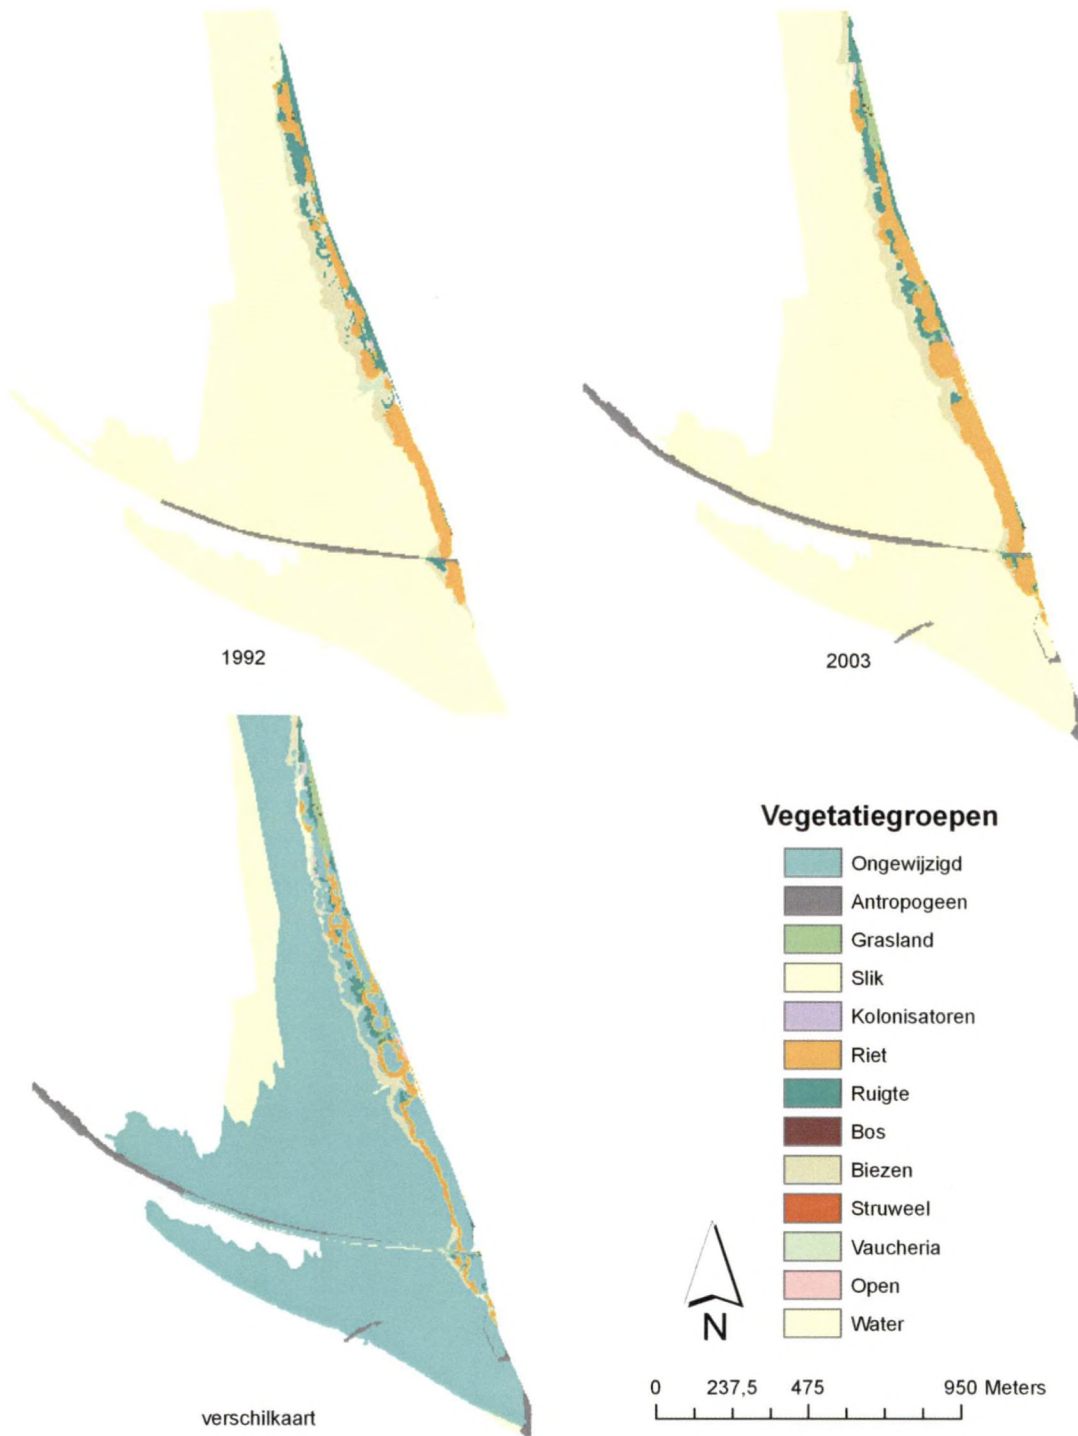 1992
2003
verschilkaart
Vegetatiegroepen
Ongewijzigd
Antropogeen
Grasland
Slik
Kolonisatoren
Riet
Ruigte
Bos
Biezen
Struweel
Vaucheria
Open
Water
N
0 237,5 475 950 Meters